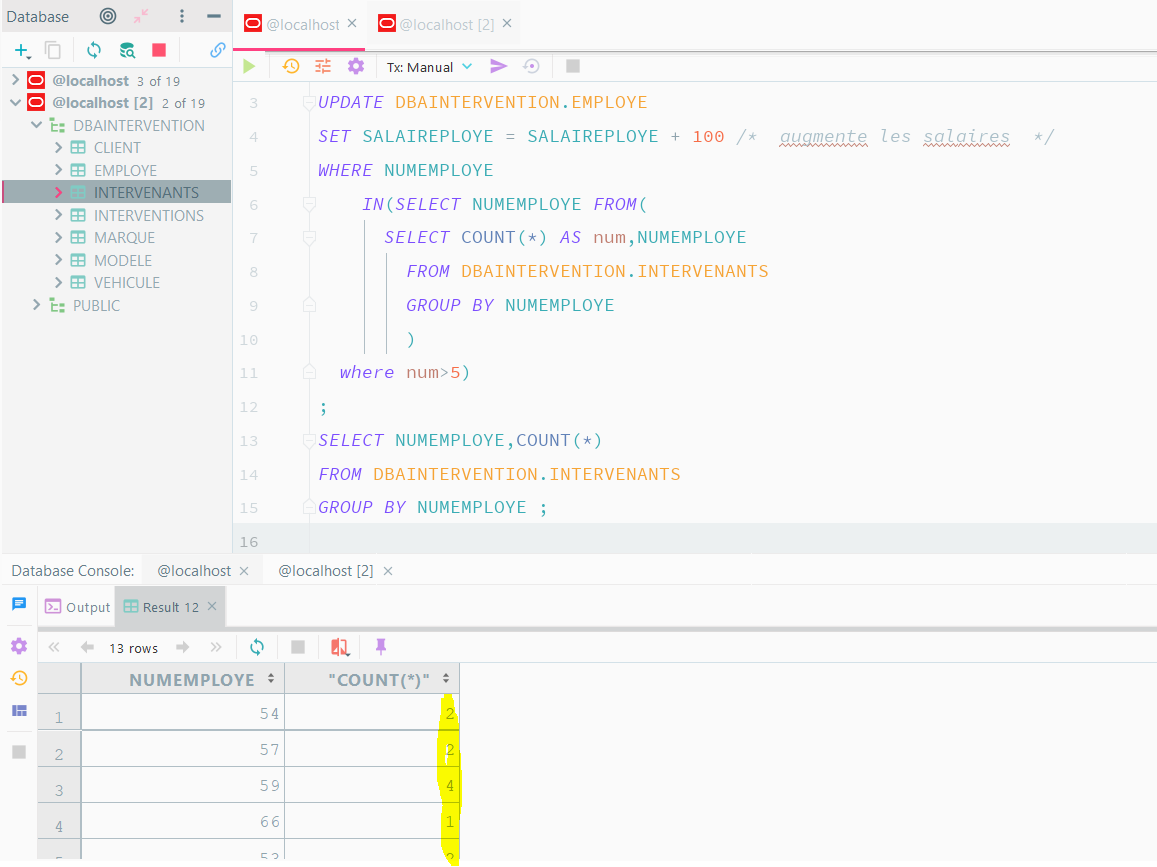 Database
@localhost
@localhost [2]
Tx: Manual
@localhost 3 of 19
@localhost [2] 2 of 19
DBAINTERVENTION
CLIENT
EMPLOYE
INTERVENANTS
INTERVENTIONS
MARQUE
MODELE
VEHICULE
PUBLIC
3 UPDATE DBAINTERVENTION.EMPLOYE
4 SET SALAIREPLOYE = SALAIREPLOYE + 100 /* augmente les salaires */
5 WHERE NUMEMPLOYE
6 IN(SELECT NUMEMPLOYE FROM(
7 SELECT COUNT(*) AS num,NUMEMPLOYE
8 FROM DBAINTERVENTION.INTERVENANTS
9 GROUP BY NUMEMPLOYE
10 )
11 where num>5)
12 ;
13 SELECT NUMEMPLOYE,COUNT(*)
14 FROM DBAINTERVENTION.INTERVENANTS
15 GROUP BY NUMEMPLOYE ;
16
Database Console: @localhost @localhost [2]
Output Result 12
13 rows
NUMEMPLOYE "COUNT(*)"
1 54 2
2 57 2
3 59 4
4 66 1
5 53 2